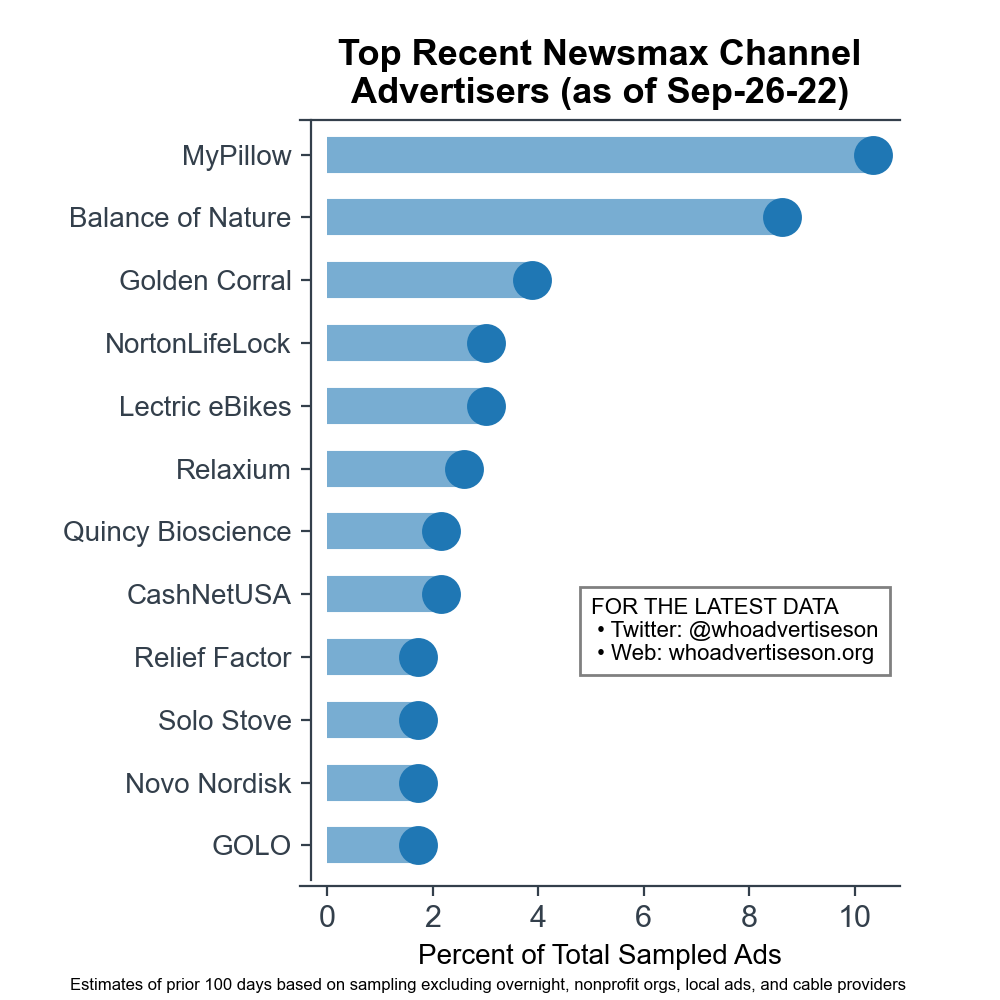 Top Recent Newsmax Channel
Advertisers (as of Sep-26-22)
MyPillow
Balance of Nature
Golden Corral
NortonLifeLock
Lectric eBikes
Relaxium
Quincy Bioscience
CashNetUSA
Relief Factor
Solo Stove
Novo Nordisk
GOLO
FOR THE LATEST DATA
• Twitter: @whoadvertiseson
• Web: whoadvertiseson.org
0 2 4 6 8 10
Percent of Total Sampled Ads
Estimates of prior 100 days based on sampling excluding overnight, nonprofit orgs, local ads, and cable providers